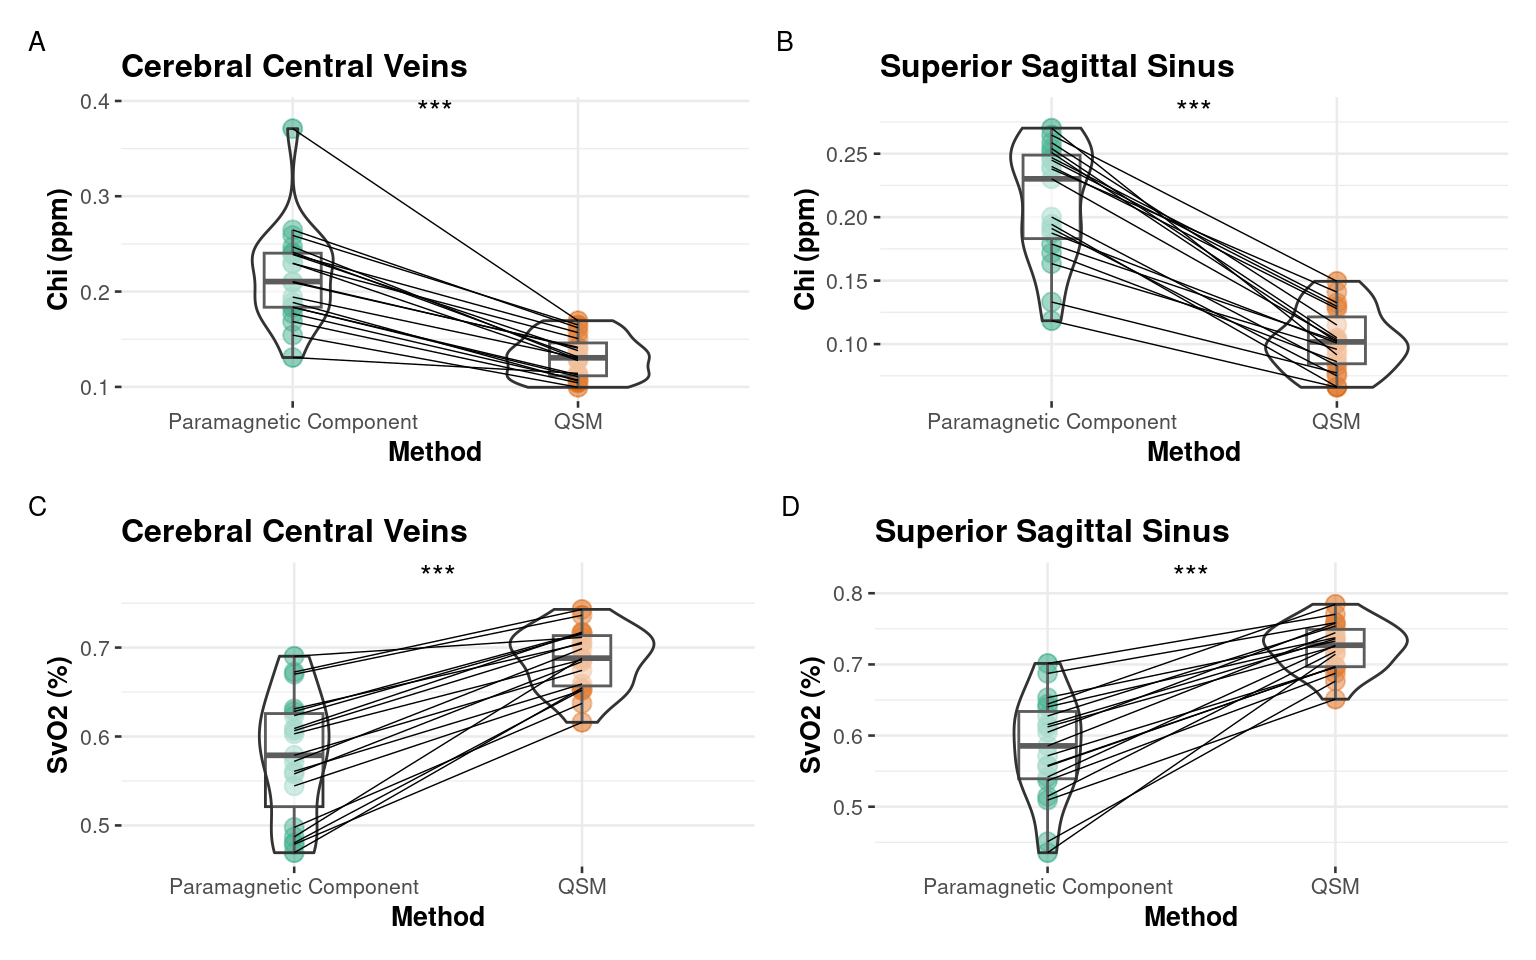 A
Cerebral Central Veins
***
Chi (ppm)
0.4
0.3
0.2
0.1
Paramagnetic Component
QSM
Method
B
Superior Sagittal Sinus
***
Chi (ppm)
0.25
0.20
0.15
0.10
Paramagnetic Component
QSM
Method
C
Cerebral Central Veins
***
SvO2 (%)
0.7
0.6
0.5
Paramagnetic Component
QSM
Method
D
Superior Sagittal Sinus
***
SvO2 (%)
0.8
0.7
0.6
0.5
Paramagnetic Component
QSM
Method